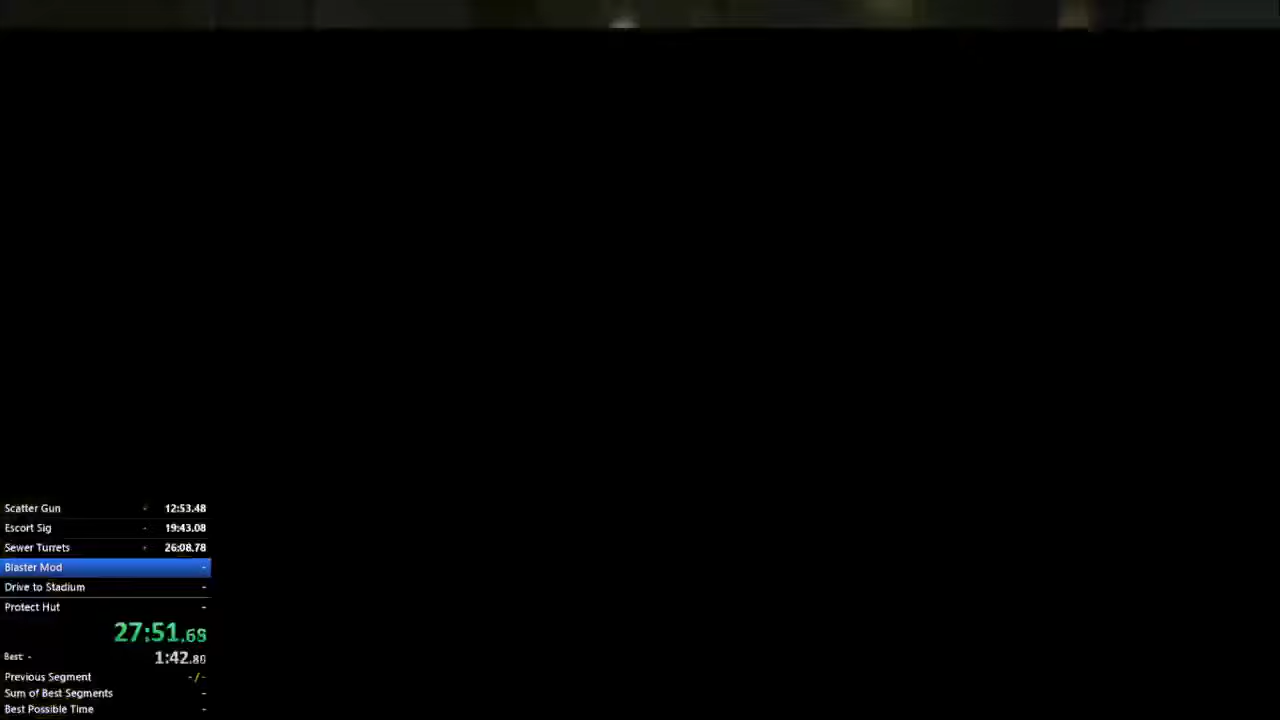 Scatter Gun - 12:53.48
Escort Sig - 19:43.08
Sewer Turrets - 26:08.78
Blaster Mod -
Drive to Stadium -
Protect Hut -
27:51.69
Best: - 1:42.80
Previous Segment -/-
Sum of Best Segments -
Best Possible Time -